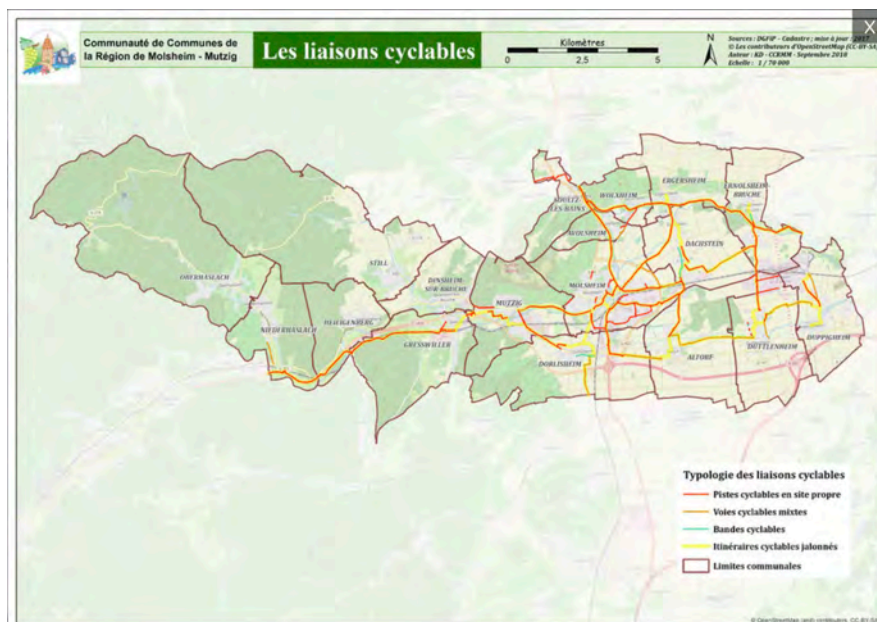 X
Communauté de Communes de
la Région de Molsheim - Mutzig
Les liaisons cyclables
Kilomètres
0
2,5
5
N
Sources : DGFIP - Cadastre ; mise à jour : 2017
© Les contributeurs d'OpenStreetMap (CC-BY-SA)
Auteur : KD - CCRMM - Septembre 2018
Echelle : 1 / 70 000
ERGERSHEIM
ERNOLSHEIM-
BRUCHE
WOLXHEIM
SOULTZ-
LES-BAINS
AVOLSHEIM
DACHSTEIN
STILL
OBERHASLACH
DINSHEIM-
SUR-BRUCHE
MOLSHEIM
MUTZIG
NIEDERHASLACH
HEILIGENBERG
GRESSWILLER
DUPPIGHEIM
DUTTLENHEIM
ALTORF
DORLISHEIM
Typologie des liaisons cyclables
Pistes cyclables en site propre
Voies cyclables mixtes
Bandes cyclables
Itinéraires cyclables jalonnés
Limites communales